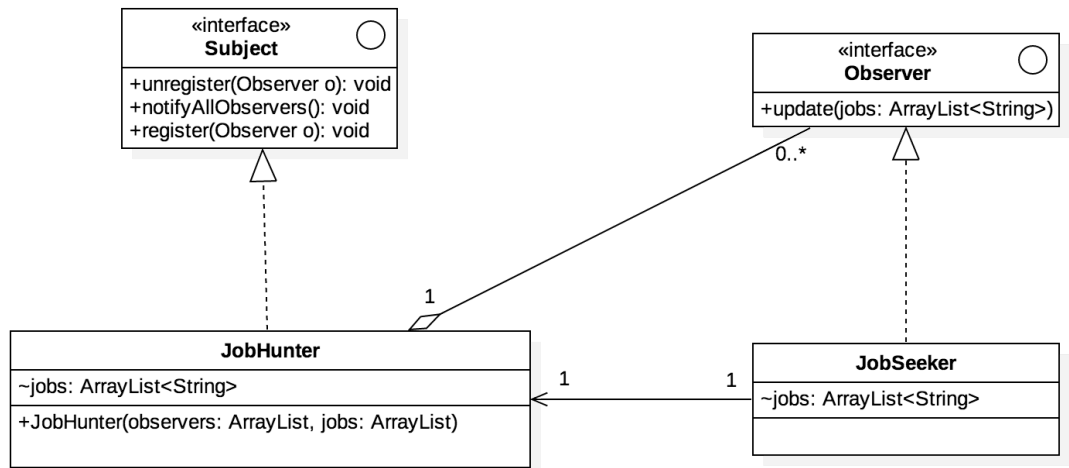 «interface»
Subject
+unregister(Observer o): void
+notifyAllObservers(): void
+register(Observer o): void
«interface»
Observer
+update(jobs: ArrayList<String>)
0..*
1
JobHunter
~jobs: ArrayList<String>
+JobHunter(observers: ArrayList, jobs: ArrayList)
1
1
JobSeeker
~jobs: ArrayList<String>